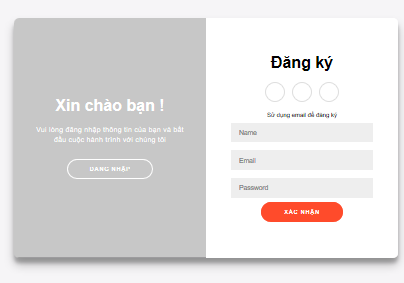 Xin chào bạn !
Vui lòng đăng nhập thông tin của bạn và bắt
đầu cuộc hành trình với chúng tôi
ĐĂNG NHẬP
Đăng ký
Sử dụng email để đăng ký
Name
Email
Password
XÁC NHẬN